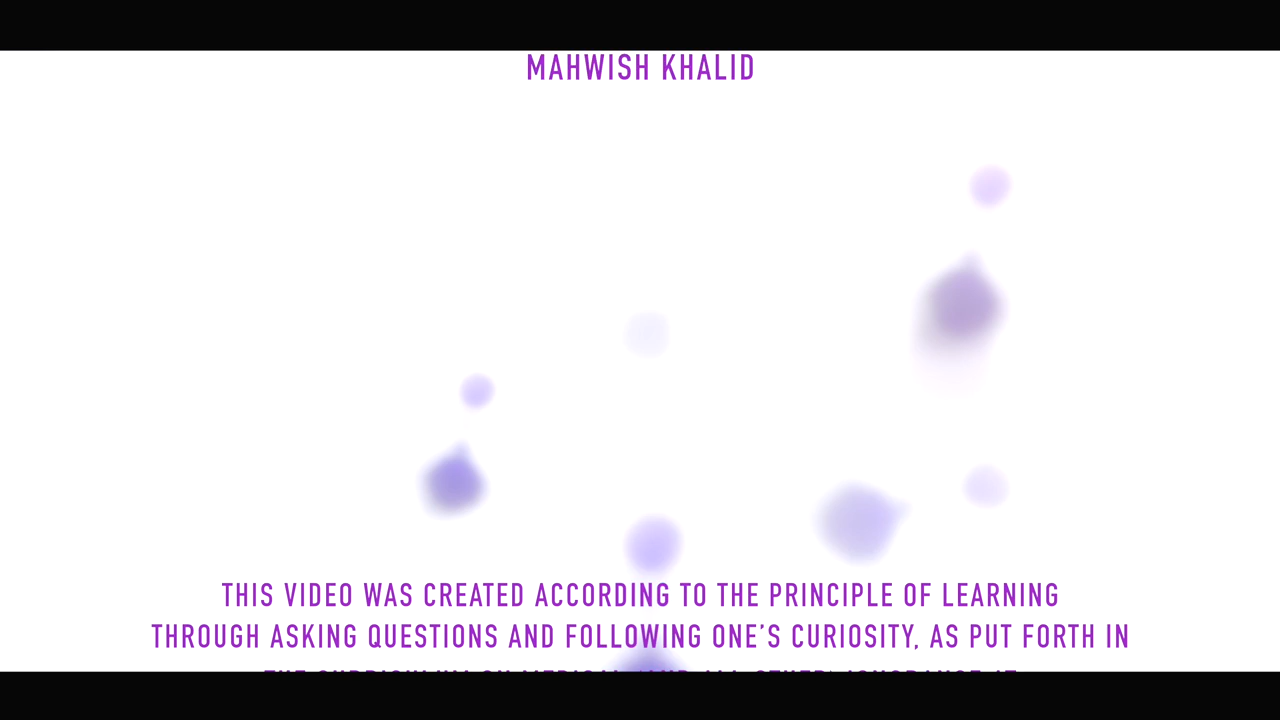 MAHWISH KHALID
THIS VIDEO WAS CREATED ACCORDING TO THE PRINCIPLE OF LEARNING
THROUGH ASKING QUESTIONS AND FOLLOWING ONE'S CURIOSITY, AS PUT FORTH IN